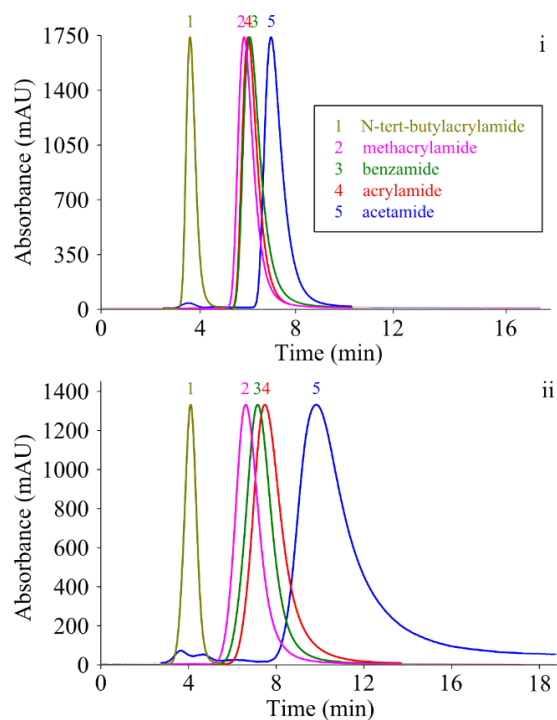 1 2 4 3 5 i
1750
1400
1050
700
350
0
Absorbance (mAU)
1 N-tert-butylacrylamide
2 methacrylamide
3 benzamide
4 acrylamide
5 acetamide
0 4 8 12 16
Time (min)
1 2 3 4 5 ii
1400
1200
1000
800
600
400
200
0
Absorbance (mAU)
0 4 8 12 18
Time (min)